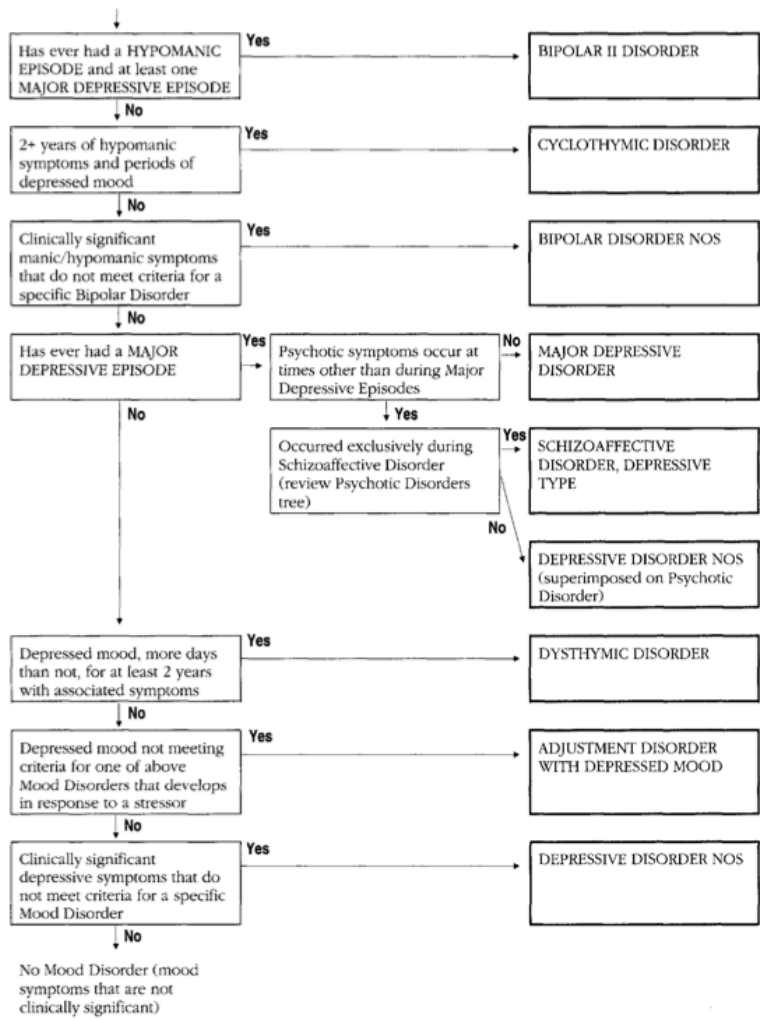 Has ever had a HYPOMANIC
EPISODE and at least one
MAJOR DEPRESSIVE EPISODE
Yes
BIPOLAR II DISORDER
No
2+ years of hypomanic
symptoms and periods of
depressed mood
Yes
CYCLOTHYMIC DISORDER
No
Clinically significant
manic/hypomanic symptoms
that do not meet criteria for a
specific Bipolar Disorder
Yes
BIPOLAR DISORDER NOS
No
Has ever had a MAJOR
DEPRESSIVE EPISODE
Yes
Psychotic symptoms occur at
times other than during Major
Depressive Episodes
No
MAJOR DEPRESSIVE
DISORDER
No
Yes
Occurred exclusively during
Schizoaffective Disorder
(review Psychotic Disorders
tree)
Yes
SCHIZOAFFECTIVE
DISORDER, DEPRESSIVE
TYPE
No
DEPRESSIVE DISORDER NOS
(superimposed on Psychotic
Disorder)
Depressed mood, more days
than not, for at least 2 years
with associated symptoms
Yes
DYSTHYMIC DISORDER
No
Depressed mood not meeting
criteria for one of above
Mood Disorders that develops
in response to a stressor
Yes
ADJUSTMENT DISORDER
WITH DEPRESSED MOOD
No
Clinically significant
depressive symptoms that do
not meet criteria for a specific
Mood Disorder
Yes
DEPRESSIVE DISORDER NOS
No
No Mood Disorder (mood
symptoms that are not
clinically significant)